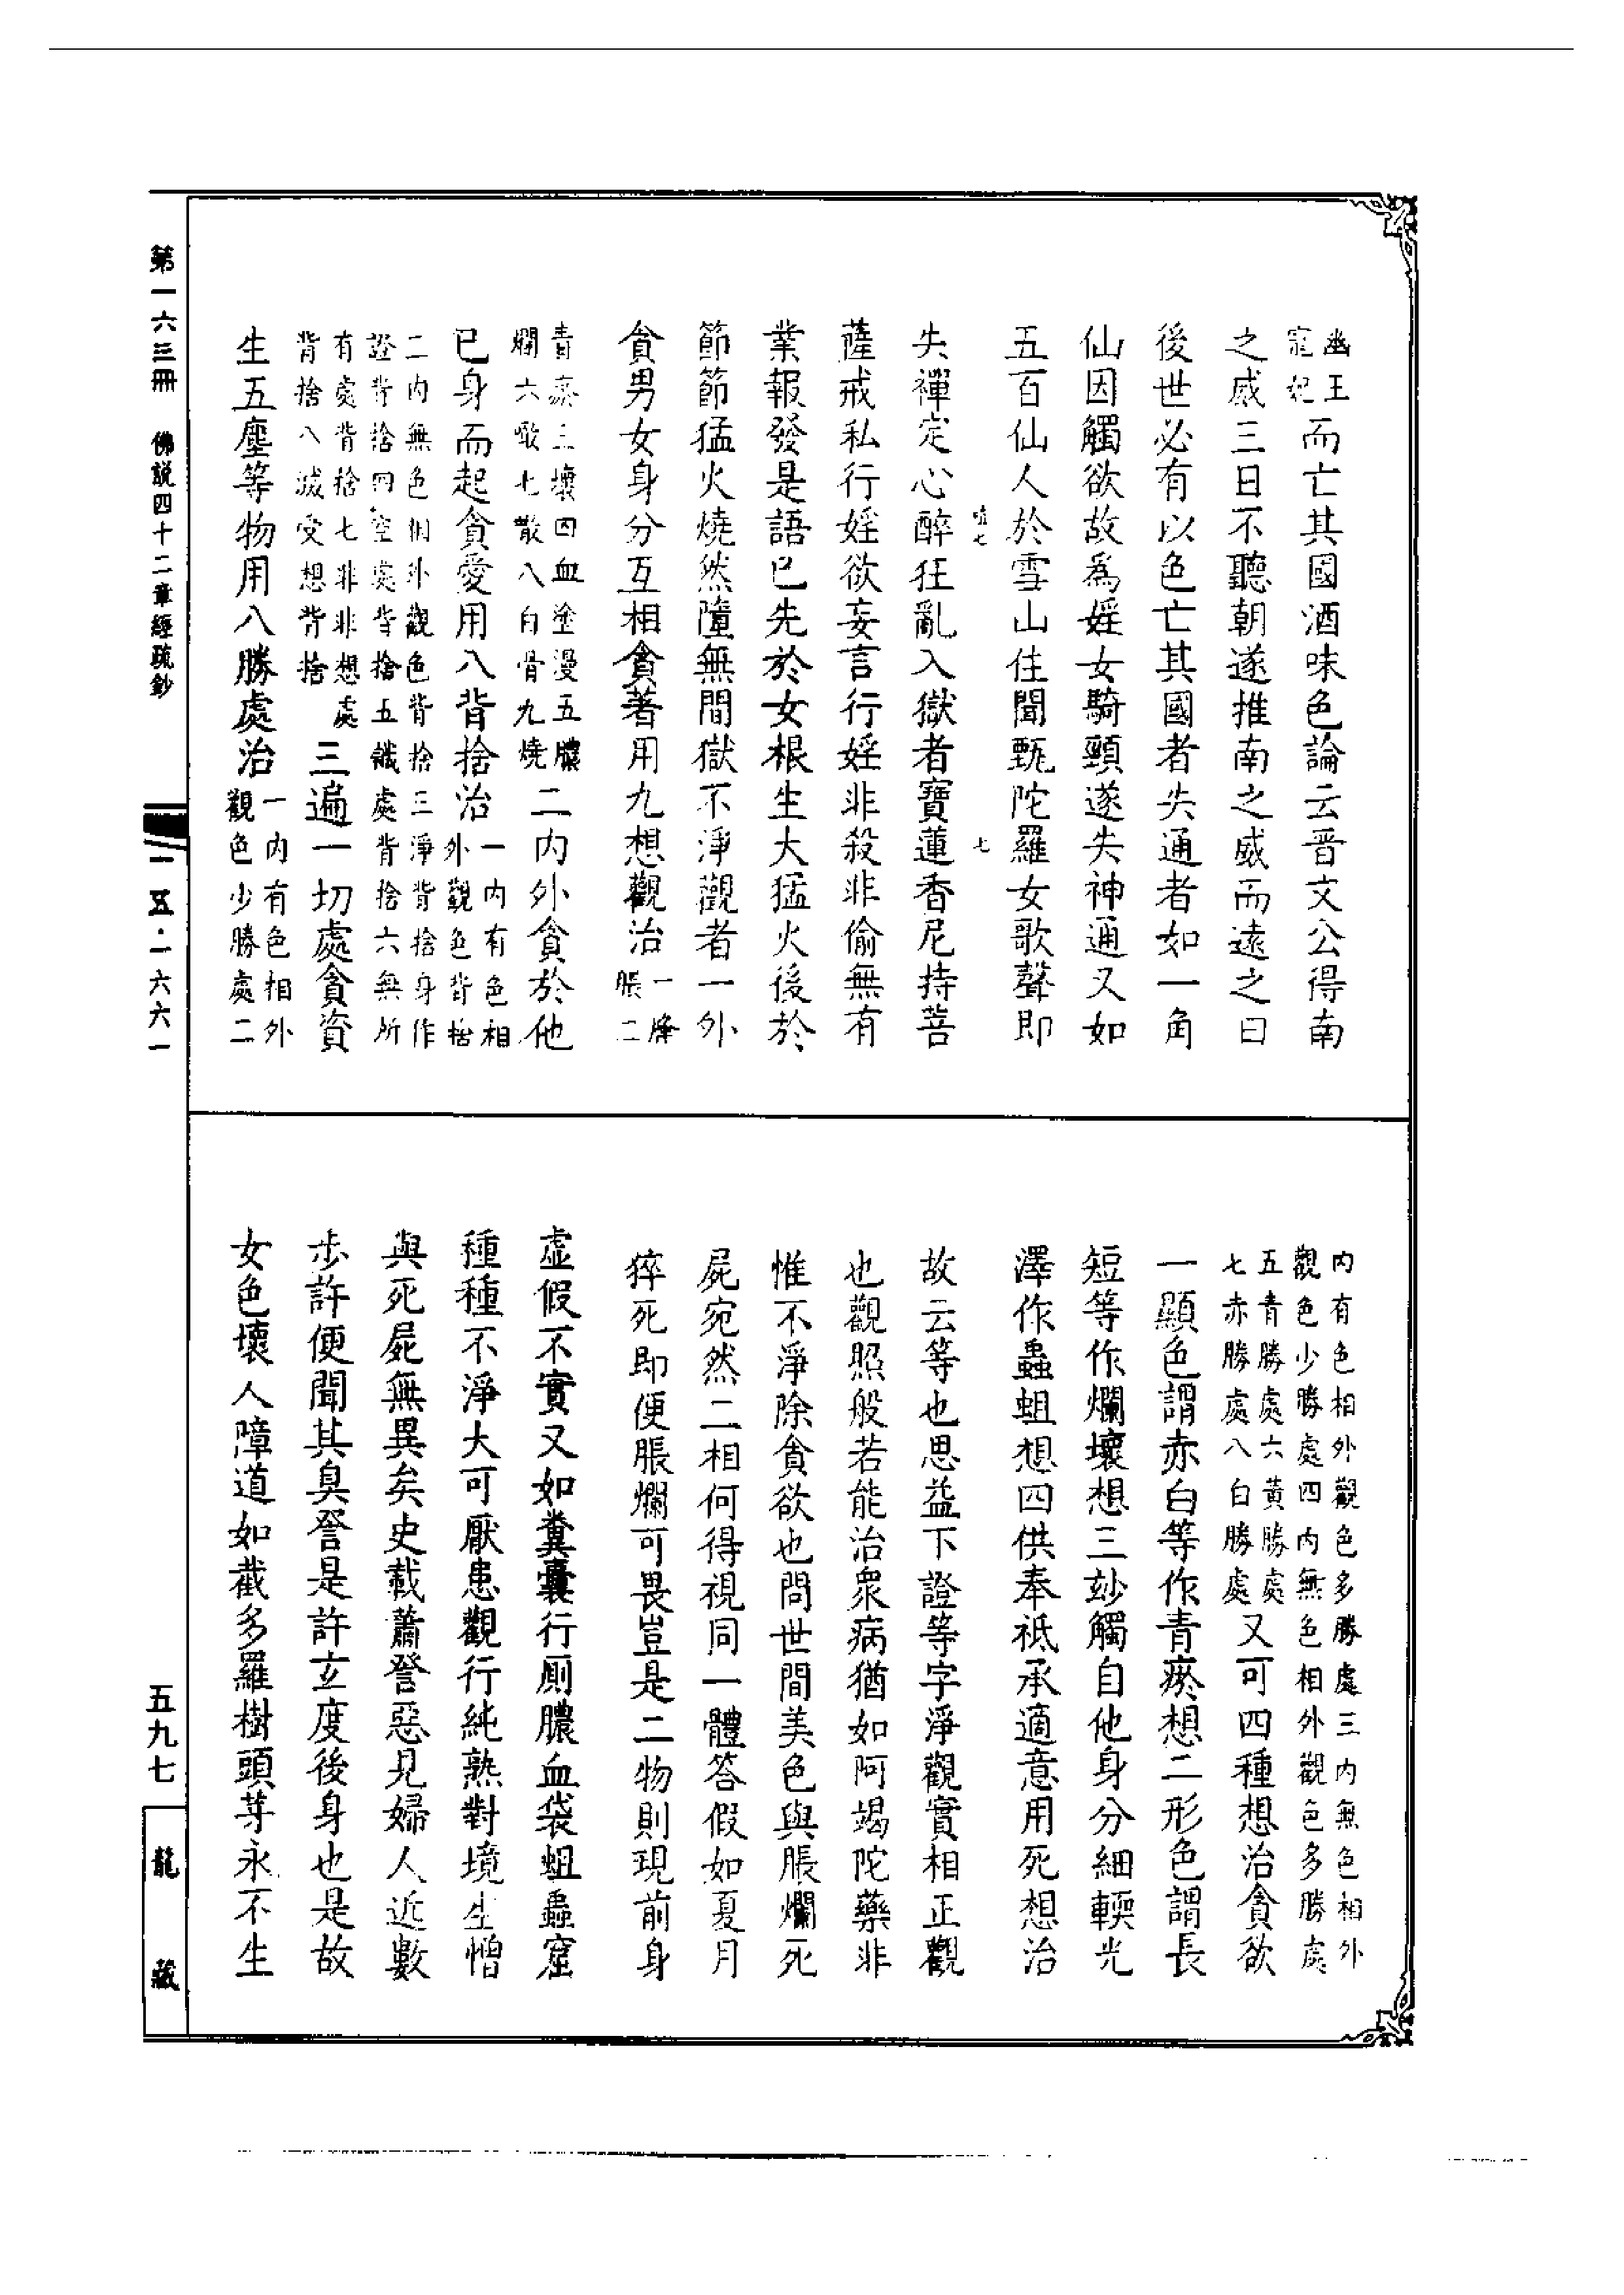 幽王寵妃而亡其國酒味色論云晉文公得南
之威三日不聽朝遂推南之威而遠之曰
後世必有以色亡其國者失通者如一角
仙因觸欲故為婬女騎頸遂失神通又如
五百仙人於雪山住聞甄陀羅女歌聲即
七 七
失禪定心醉狂亂入獄者寶蓮香尼持菩
薩戒私行婬欲妄言行婬非殺非偷無有
業報發是語已先於女根生大猛火後於
節節猛火燒然墮無間獄不淨觀者一外
貪男女身分互相貪著用九想觀治一胮脹二
青瘀三壞四血塗漫五膿爛六噉七散八白骨九燒二內外貪於他
已身而起貪愛用八背捨治一內有色相外觀色背捨
二內無色相外觀色背捨三淨背捨身作證背捨四空處背捨五識處背捨六無所
有處背捨七非非想處背捨八滅受想背捨三遍一切處貪資
生五塵等物用八勝處治一內有色相外觀色少勝處二
內有色相外觀色多勝處三內無色相外觀色少勝處四內無色相外觀色多勝處
五青勝處六黃勝處七赤勝處八白勝處又可四種想治貪欲
一顯色謂赤白等作青瘀想二形色謂長
短等作爛壞想三玅觸自他身分細輭光
澤作蟲蛆想四供奉祇承適意用死想治
故云等也思益下證等字淨觀實相正觀
也觀照般若能治眾病猶如阿竭陀藥非
惟不淨除貪欲也問世間美色與脹爛死
屍宛然二相何得視同一體答假如夏月
猝死即便脹爛可畏豈是二物則現前身
虛假不實又如糞囊行厠膿血袋蛆蟲窟
種種不淨大可厭患觀行純熟對境生憎
與死屍無異矣史載蕭詧惡見婦人近數
步許便聞其臭詧是許玄度後身也是故
女色壞人障道如截多羅樹頭芽永不生
第一六三冊 佛説四十二章經疏鈔
一五·一六六一
五九七
龍藏